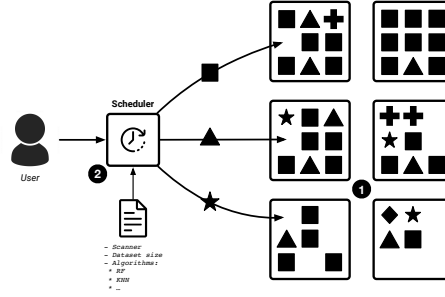 Scheduler
User
2
1
- Scanner
- Dataset size
- Algorithms:
* RF
* KNN
* …